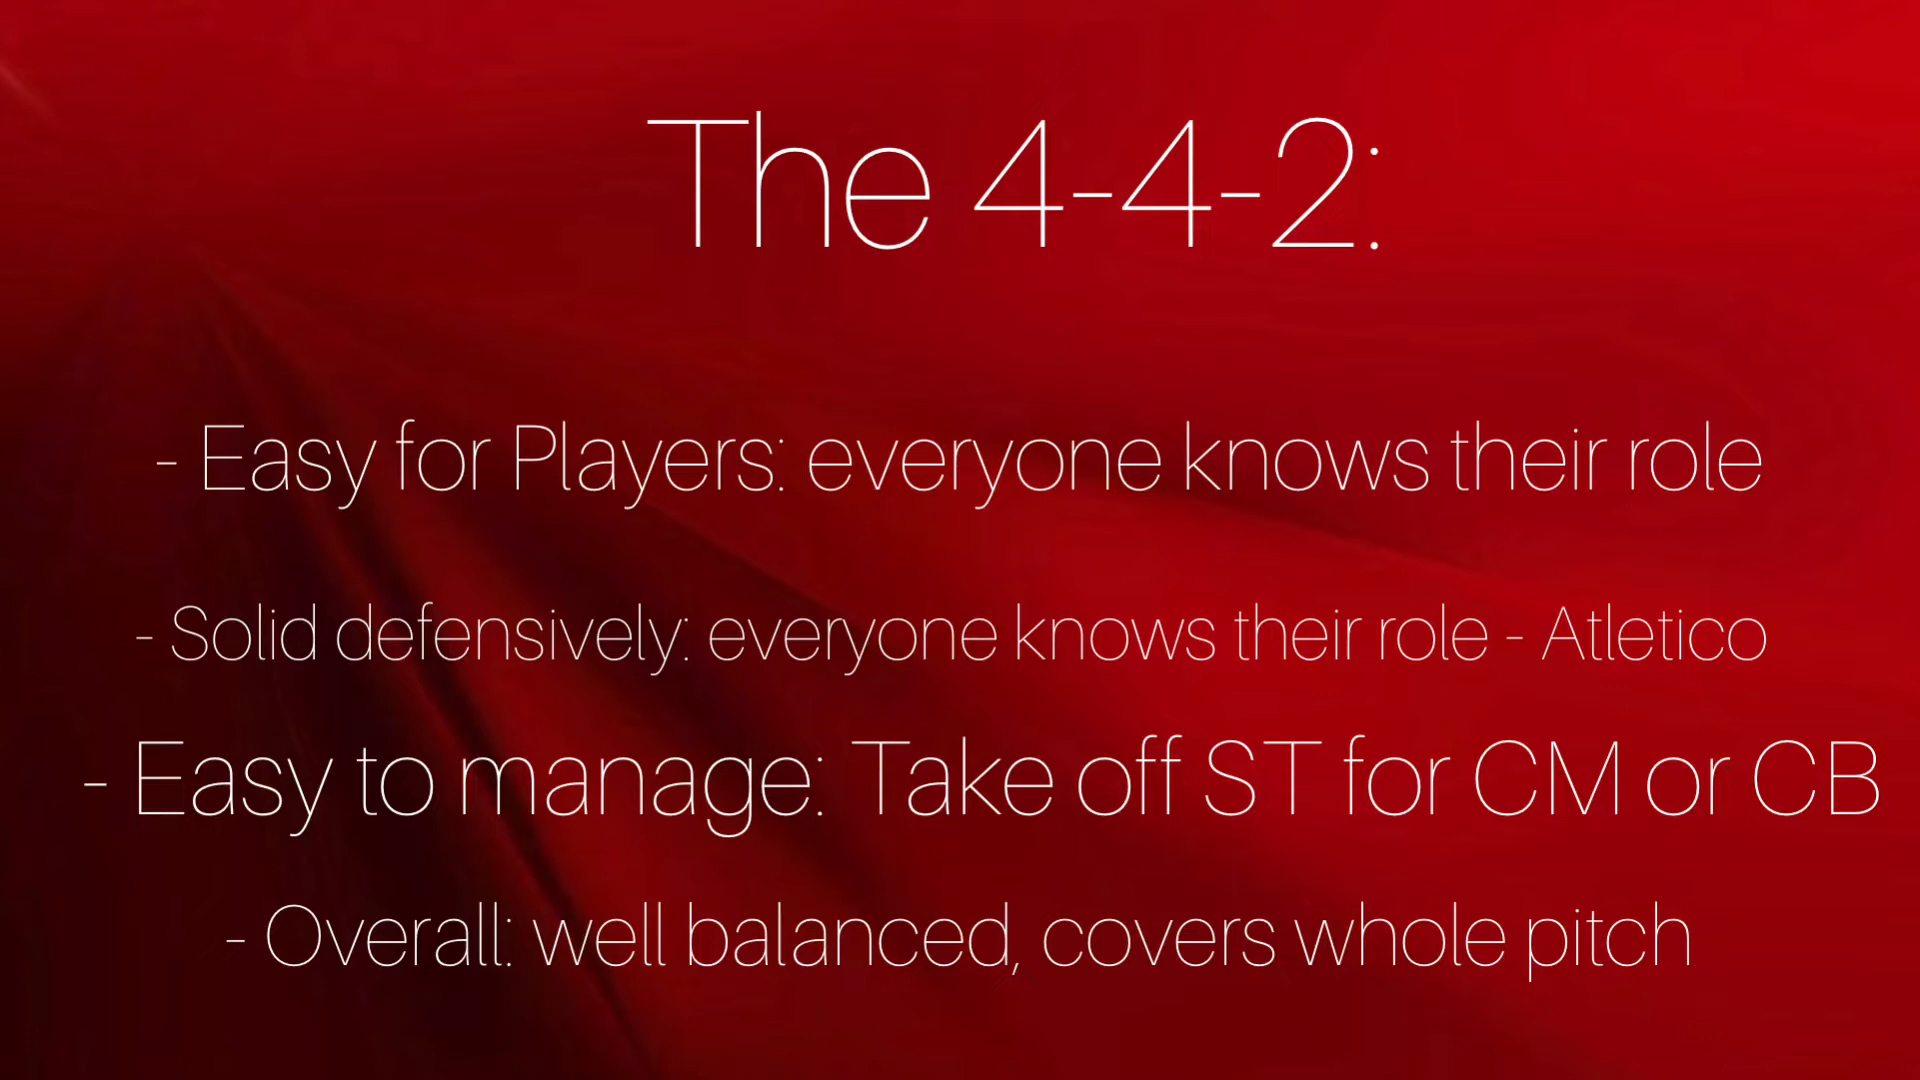 The 4-4-2:
- Easy for Players: everyone knows their role
- Solid defensively: everyone knows their role - Atletico
- Easy to manage: Take off ST for CM or CB
- Overall: well balanced, covers whole pitch